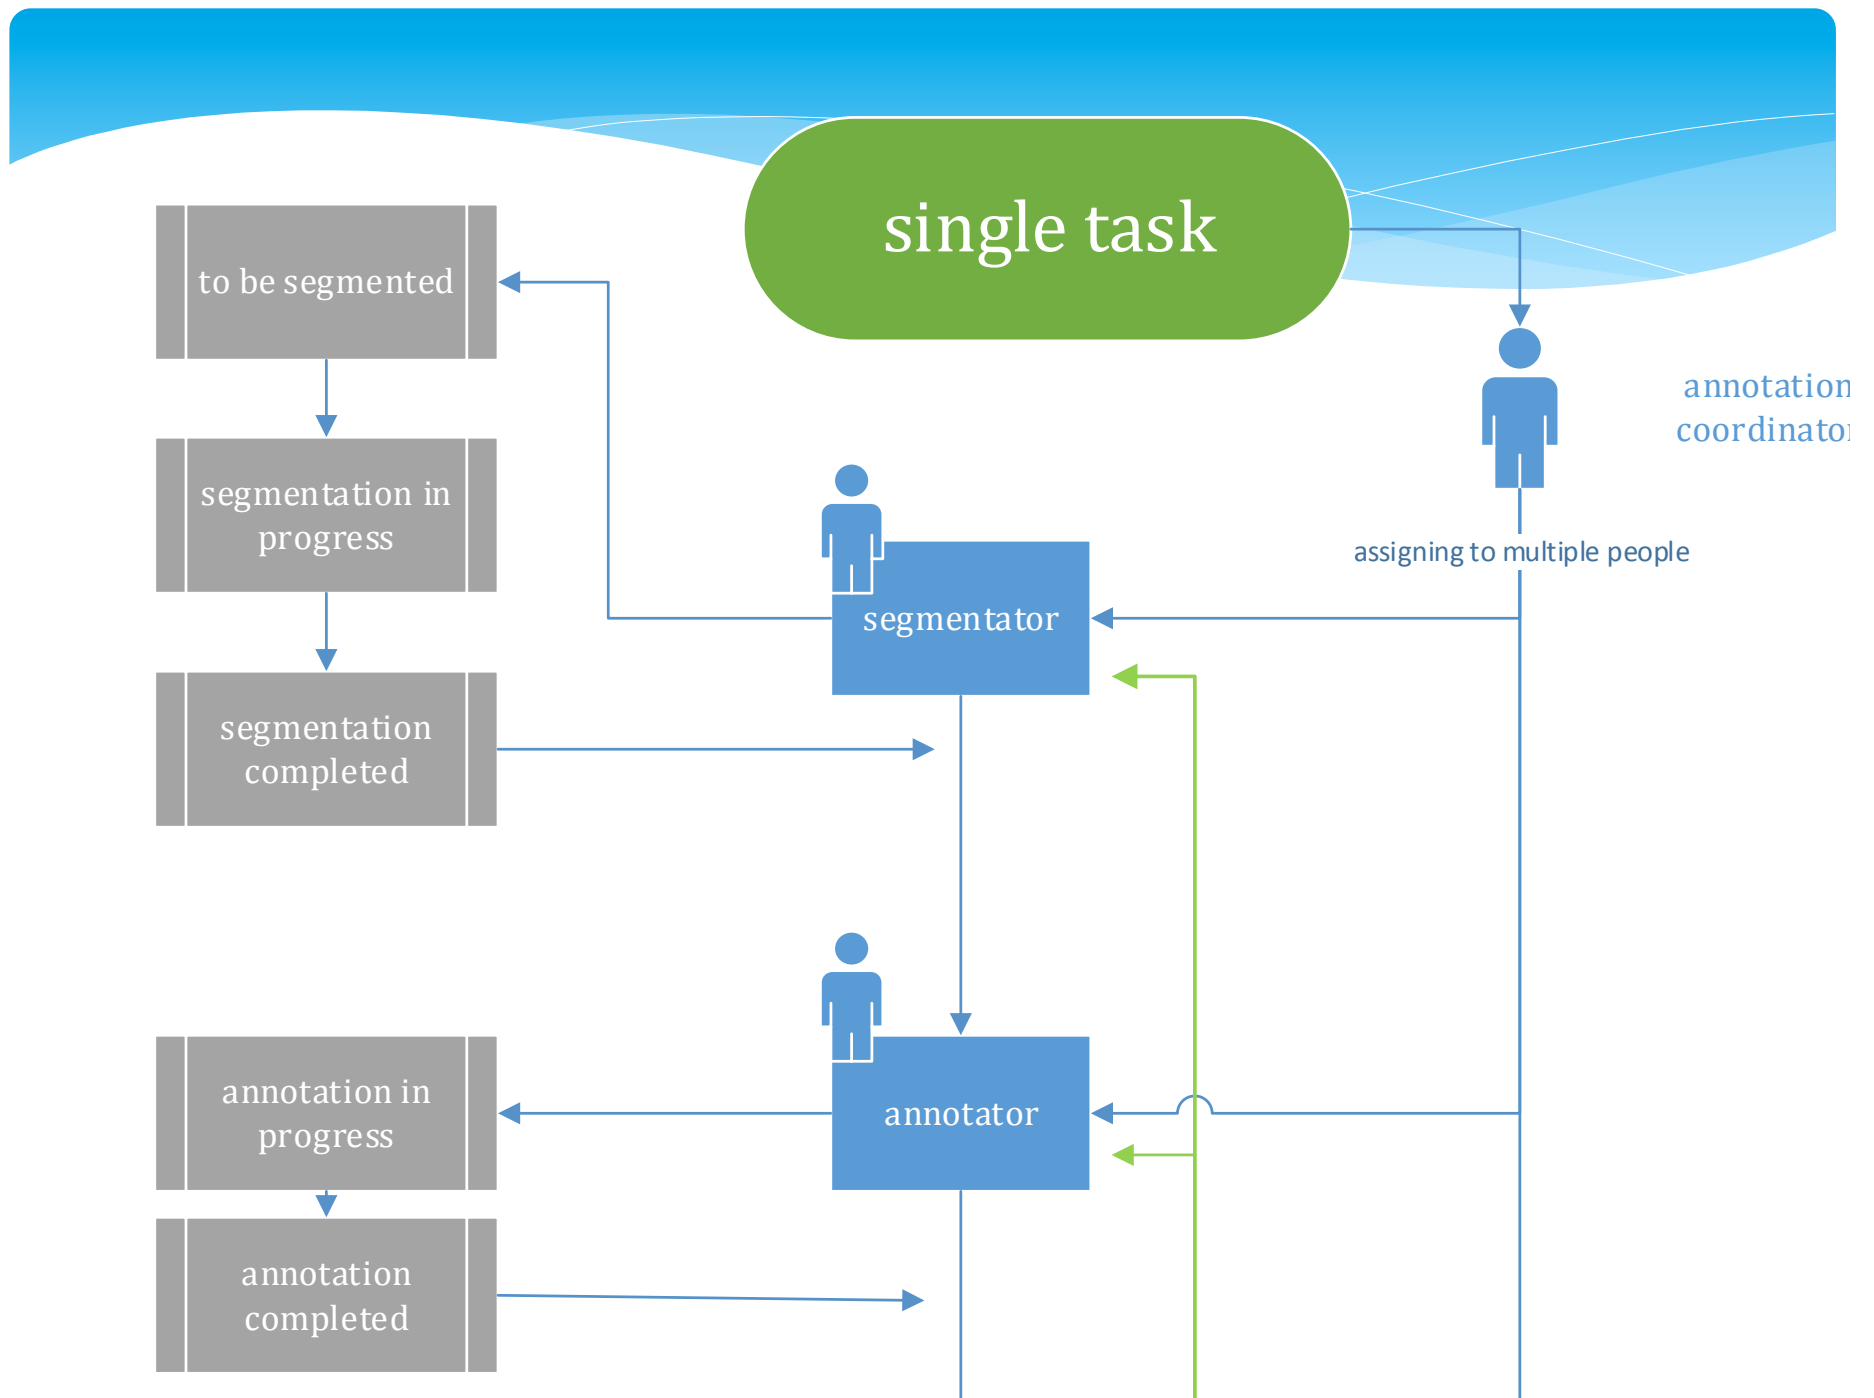 single task
to be segmented
annotation
coordinator
segmentation in
progress
assigning to multiple people
segmentator
segmentation
completed
annotation in
progress
annotator
annotation
completed